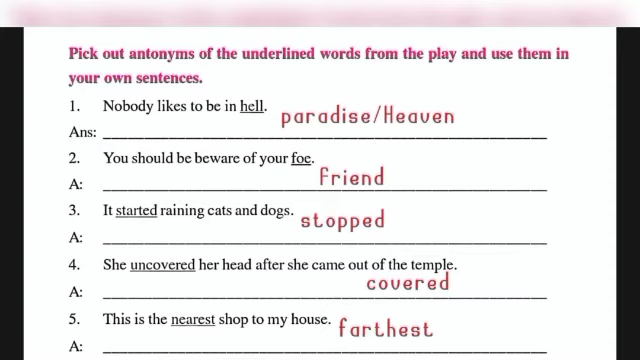 Pick out antonyms of the underlined words from the play and use them in
your own sentences.
1. Nobody likes to be in hell.
paradise/Heaven
Ans:
2. You should be beware of your foe.
friend
A:
3. It started raining cats and dogs.
stopped
A:
4. She uncovered her head after she came out of the temple.
covered
A:
5. This is the nearest shop to my house.
farthest
A: